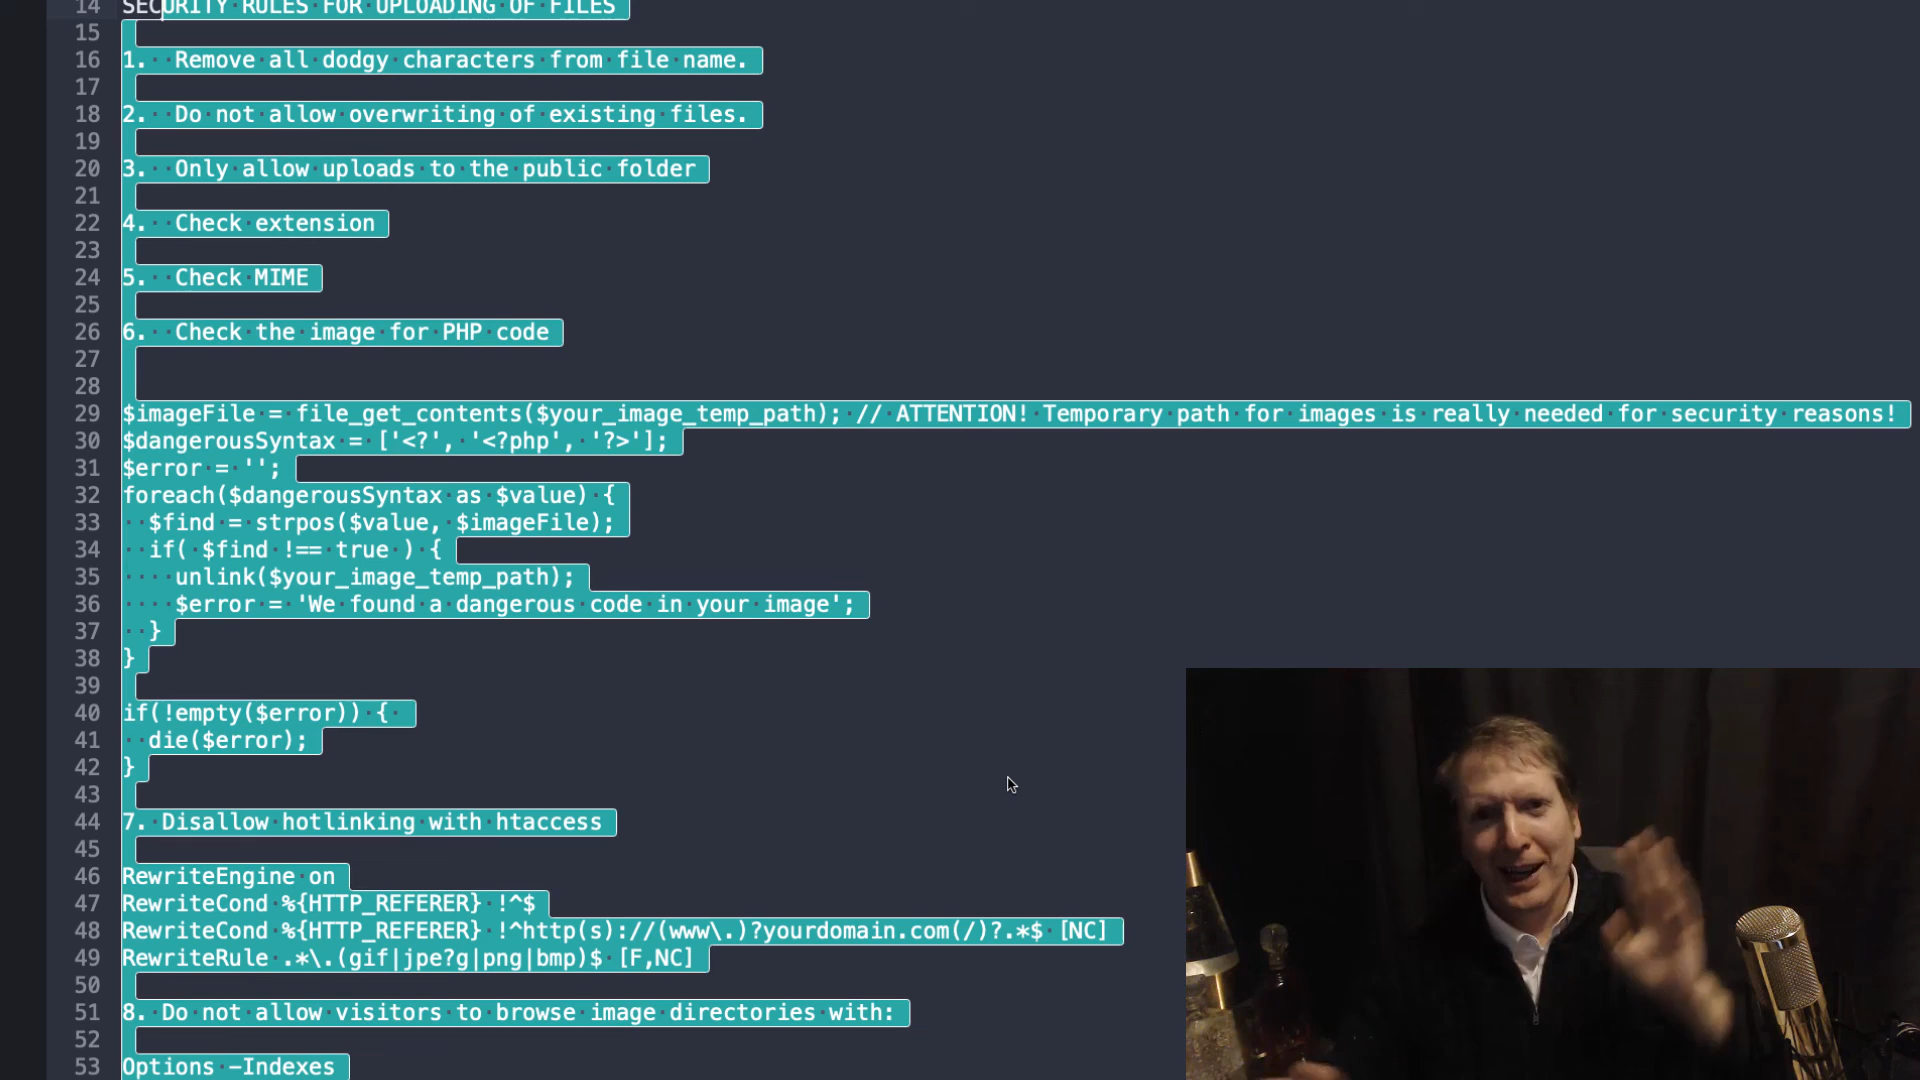 14 SECURITY RULES FOR UPLOADING OF FILES
15
16 1. Remove all dodgy characters from file name.
17
18 2. Do not allow overwriting of existing files.
19
20 3. Only allow uploads to the public folder
21
22 4. Check extension
23
24 5. Check MIME
25
26 6. Check the image for PHP code
27
28
29 $imageFile = file_get_contents($your_image_temp_path); // ATTENTION! Temporary path for images is really needed for security reasons!
30 $dangerousSyntax = ['<?', '<?php', '?>'];
31 $error = '';
32 foreach($dangerousSyntax as $value) {
33   $find = strpos($value, $imageFile);
34   if( $find !== true ) {
35     unlink($your_image_temp_path);
36     $error = 'We found a dangerous code in your image';
37   }
38 }
39
40 if(!empty($error)) {
41   die($error);
42 }
43
44 7. Disallow hotlinking with htaccess
45
46 RewriteEngine on
47 RewriteCond %{HTTP_REFERER} !^$
48 RewriteCond %{HTTP_REFERER} !^http(s)://(www\.)?yourdomain.com(/)?.*$ [NC]
49 RewriteRule .*\.(gif|jpe?g|png|bmp)$ [F,NC]
50
51 8. Do not allow visitors to browse image directories with:
52
53 Options -Indexes